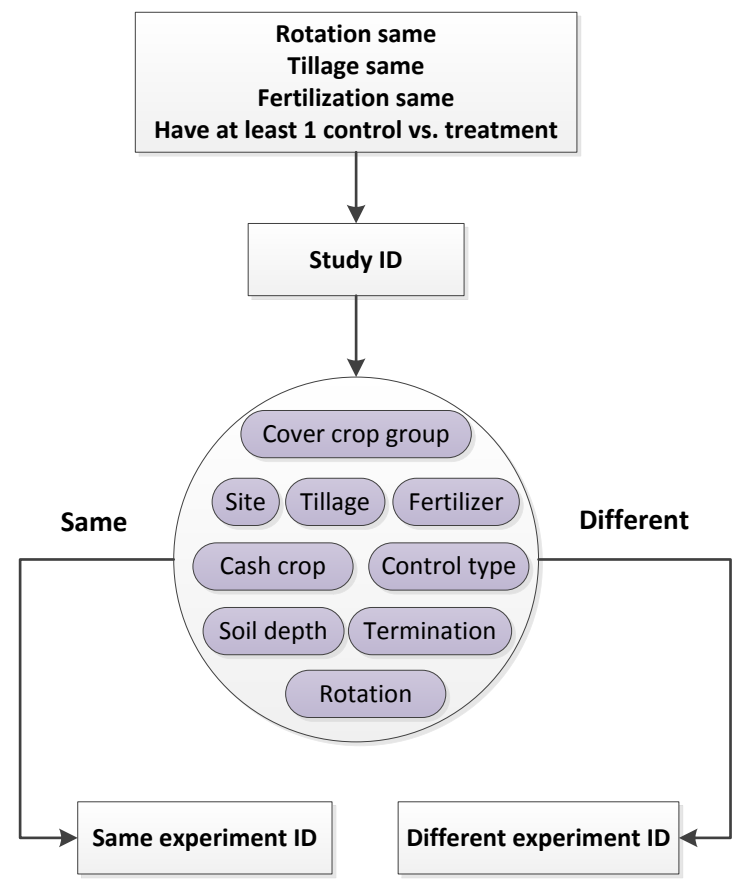 Rotation same
Tillage same
Fertilization same
Have at least 1 control vs. treatment
Study ID
Cover crop group
Site Tillage Fertilizer
Same
Different
Cash crop Control type
Soil depth Termination
Rotation
Same experiment ID
Different experiment ID